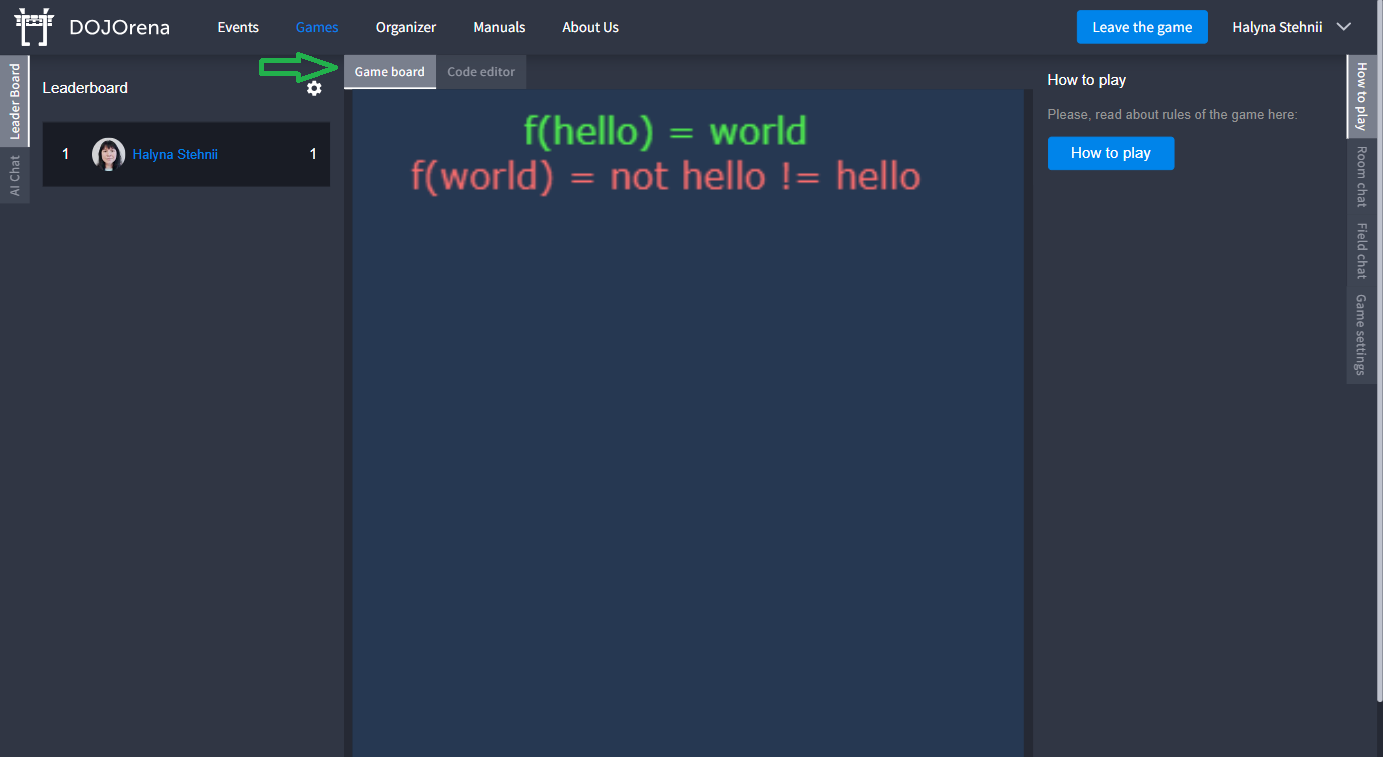 DOJOrena
Events
Games
Organizer
Manuals
About Us
Leave the game
Halyna Stehnii
Leader Board
AI Chat
Leaderboard
1 Halyna Stehnii 1
Game board
Code editor
f(hello) = world
f(world) = not hello != hello
How to play
Please, read about rules of the game here:
How to play
How to play
Room chat
Field chat
Game settings